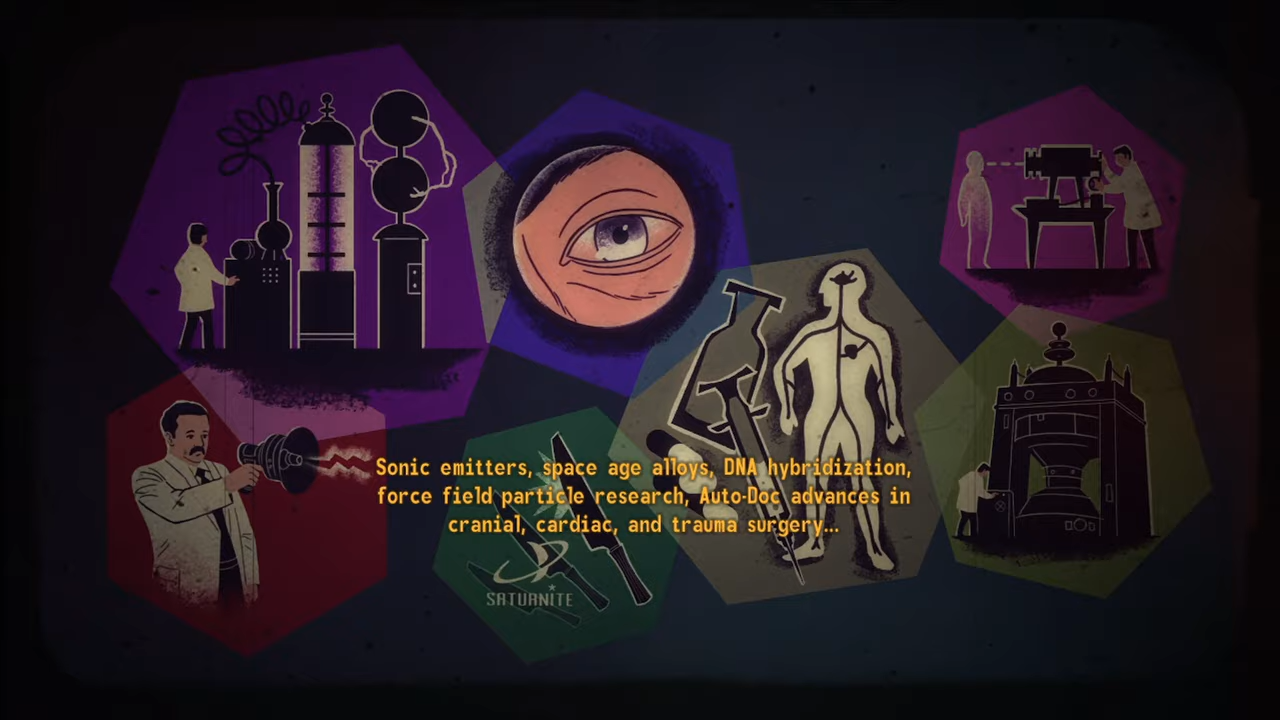 Sonic emitters, space age alloys, DNA hybridization,
force field particle research, Auto-Doc advances in
cranial, cardiac, and trauma surgery...
SATURNITE